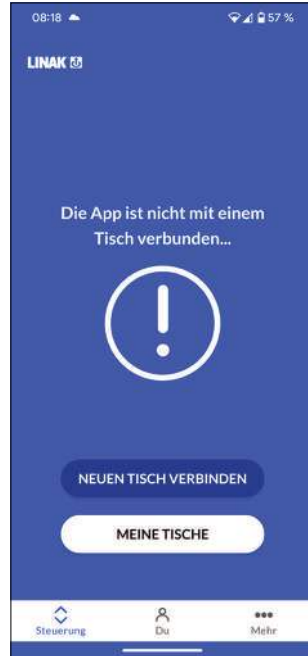 08:18
57 %
LINAK
Die App ist nicht mit einem
Tisch verbunden...
!
NEUEN TISCH VERBINDEN
MEINE TISCHE
Steuerung
Du
Mehr